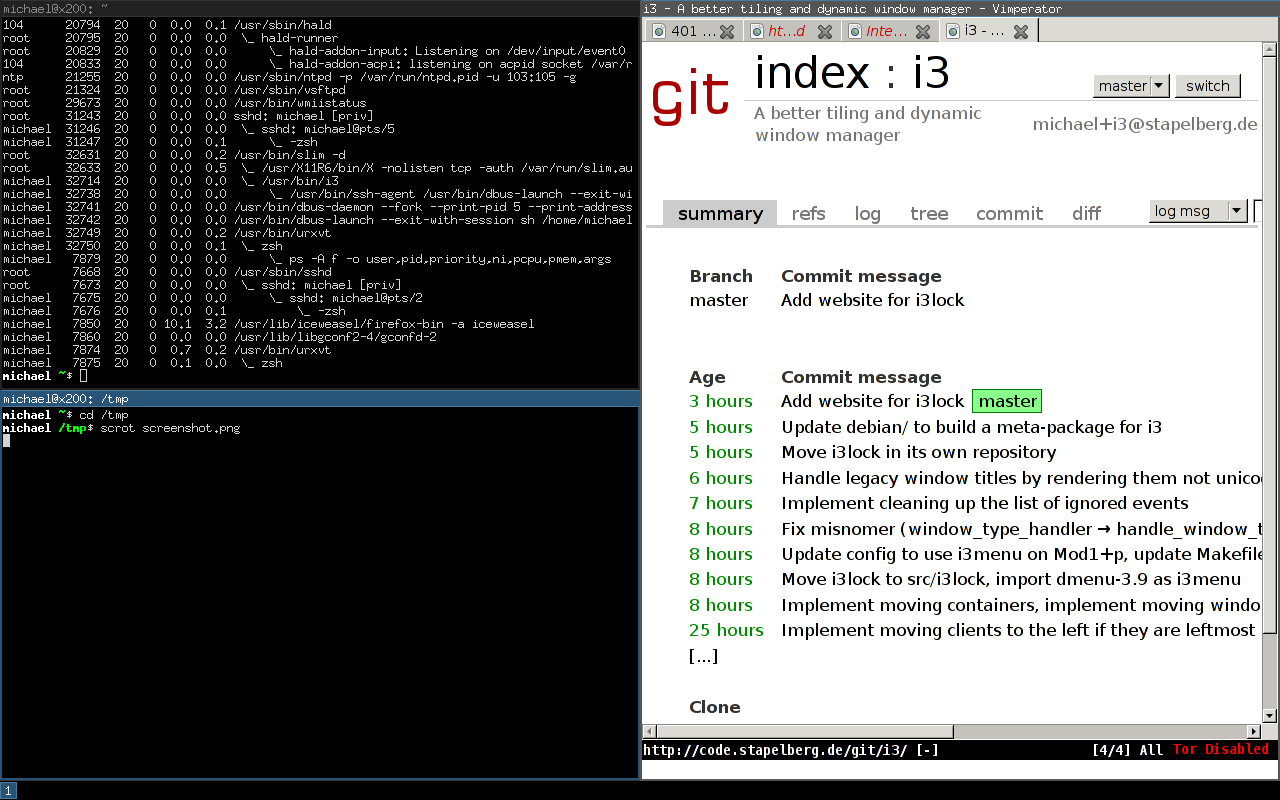 michael@x200: ~
104 20794 20 0 0.0 0.1 /usr/sbin/hald
root 20795 20 0 0.0 0.0 \_ hald-runner
root 20829 20 0 0.0 0.0 \_ hald-addon-input: Listening on /dev/input/event0
104 20833 20 0 0.0 0.0 \_ hald-addon-acpi: listening on acpid socket /var/r
ntp 21255 20 0 0.0 0.0 /usr/sbin/ntpd -p /var/run/ntpd.pid -u 103:105 -g
root 21324 20 0 0.0 0.0 /usr/sbin/vsftpd
root 29673 20 0 0.0 0.0 /usr/bin/wmiistatus
root 31243 20 0 0.0 0.0 sshd: michael [priv]
michael 31246 20 0 0.0 0.0 \_ sshd: michael@pts/5
michael 31247 20 0 0.0 0.1 \_ -zsh
root 32631 20 0 0.0 0.2 /usr/bin/slim -d
root 32633 20 0 0.0 0.5 \_ /usr/X11R6/bin/X -nolisten tcp -auth /var/run/slim.au
michael 32714 20 0 0.0 0.0 \_ /usr/bin/i3
michael 32738 20 0 0.0 0.0 \_ /usr/bin/ssh-agent /usr/bin/dbus-launch --exit-wi
michael 32741 20 0 0.0 0.0 /usr/bin/dbus-daemon --fork --print-pid 5 --print-address
michael 32742 20 0 0.0 0.0 /usr/bin/dbus-launch --exit-with-session sh /home/michael
michael 32749 20 0 0.0 0.2 /usr/bin/urxvt
michael 32750 20 0 0.0 0.1 \_ zsh
michael 7879 20 0 0.0 0.0 \_ ps -A f -o user,pid,priority,ni,pcpu,pmem,args
root 7668 20 0 0.0 0.0 /usr/sbin/sshd
root 7673 20 0 0.0 0.0 \_ sshd: michael [priv]
michael 7675 20 0 0.0 0.0 \_ sshd: michael@pts/2
michael 7676 20 0 0.0 0.1 \_ -zsh
michael 7850 20 0 10.1 3.2 /usr/lib/iceweasel/firefox-bin -a iceweasel
michael 7860 20 0 0.0 0.0 /usr/lib/libgconf2-4/gconfd-2
michael 7874 20 0 0.7 0.2 /usr/bin/urxvt
michael 7875 20 0 0.1 0.0 \_ zsh
michael ~$
michael@x200: /tmp
michael ~$ cd /tmp
michael /tmp$ scrot screenshot.png
1
i3 - A better tiling and dynamic window manager - Vimperator
401 ... ht...d Inte... i3 - ...
git index : i3
master switch
A better tiling and dynamic
window manager
michael+i3@stapelberg.de
summary refs log tree commit diff log msg
Branch Commit message
master Add website for i3lock
Age Commit message
3 hours Add website for i3lock master
5 hours Update debian/ to build a meta-package for i3
5 hours Move i3lock in its own repository
6 hours Handle legacy window titles by rendering them not unico
7 hours Implement cleaning up the list of ignored events
8 hours Fix misnomer (window_type_handler → handle_window_t
8 hours Update config to use i3menu on Mod1+p, update Makefile
8 hours Move i3lock to src/i3lock, import dmenu-3.9 as i3menu
8 hours Implement moving containers, implement moving windo
25 hours Implement moving clients to the left if they are leftmost
[...]
Clone
http://code.stapelberg.de/git/i3/ [-] [4/4] All Tor Disabled